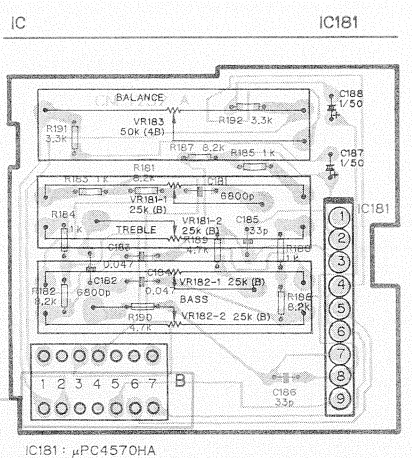 IC IC181
BALANCE
C188
1/50
VR183
50k (4B)
R191
3.3k
R192 3.3k
R187 8.2k
R185 1k
C187
1/50
R183 1k
R181
8.2k
C181
6800p
VR181-1
25k (B)
IC181
R184
1k
VR181-2
25k (B)
TREBLE
C185
33p
R189
4.7k
R186
1k
C183
0.047
C184
0.047
R182
8.2k
C182
6800p
VR182-1 25k (B)
BASS
R188
8.2k
R190
4.7k
VR182-2 25k (B)
1
2
3
4
5
6
7
8
9
1 2 3 4 5 6 7 B
C186
33p
IC181 : μPC4570HA